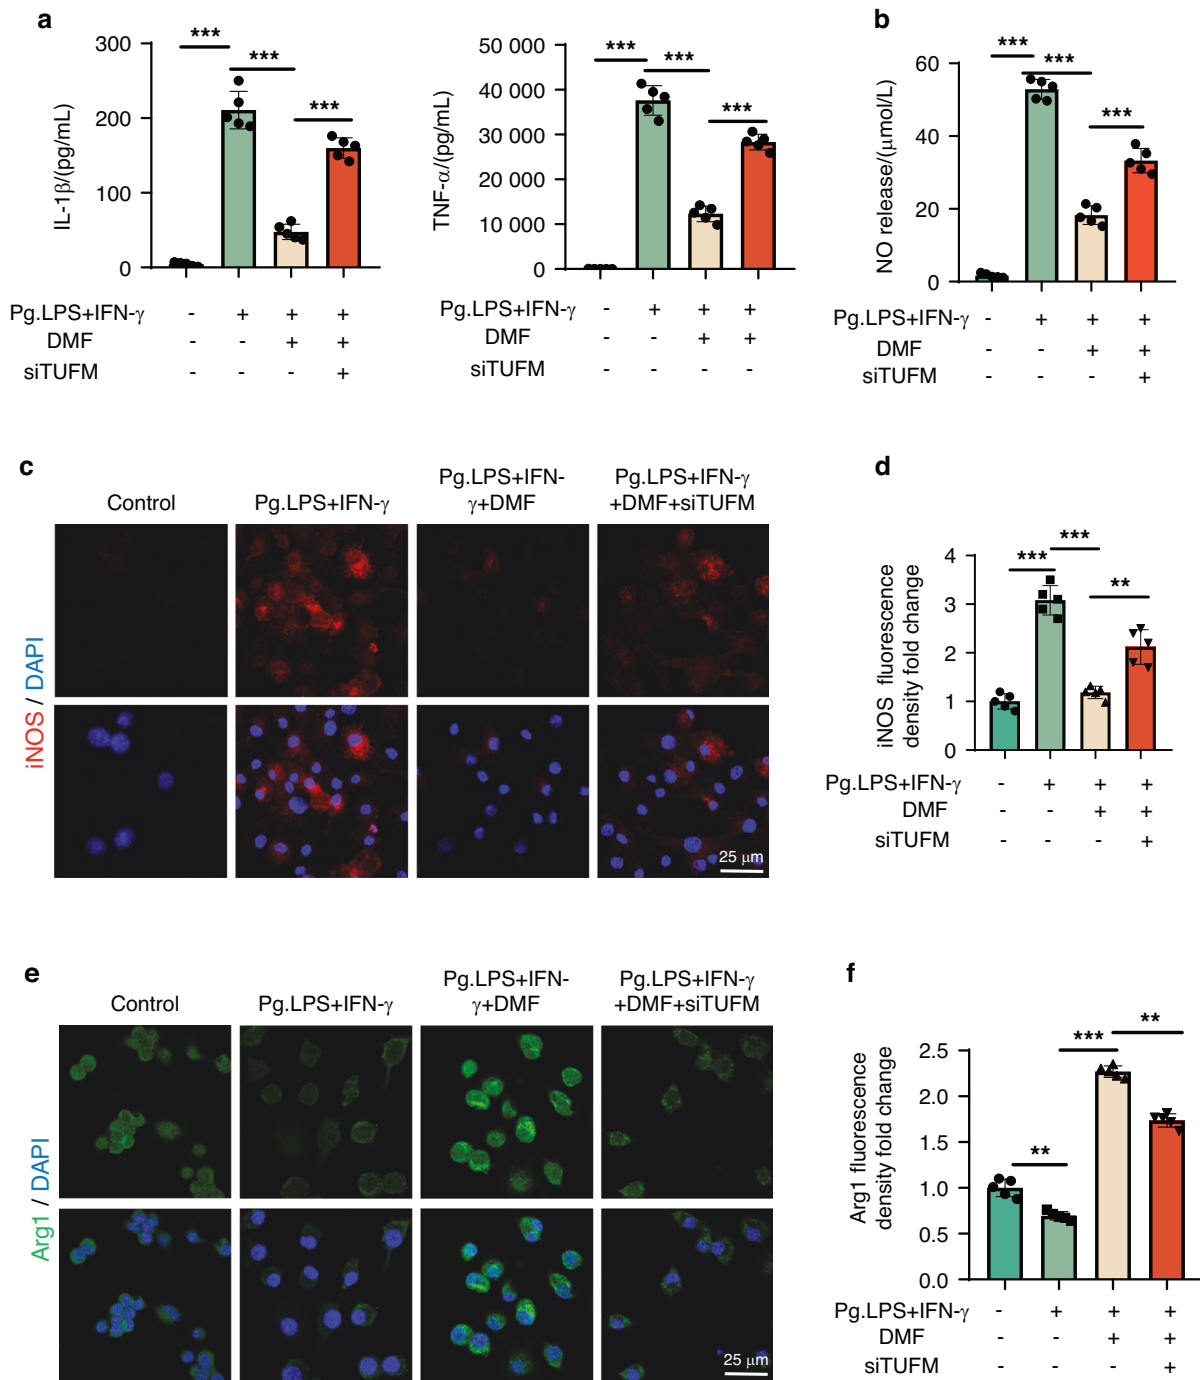 a
IL-1β/(pg/mL)
300
200
100
0
***
***
***
Pg.LPS+IFN-γ - + + +
DMF - - + +
siTUFM - - - +
TNF-α/(pg/mL)
50 000
40 000
30 000
20 000
10 000
0
***
***
***
Pg.LPS+IFN-γ - + + +
DMF - - + +
siTUFM - - - -
b
NO release/(μmol/L)
60
40
20
0
***
***
***
Pg.LPS+IFN-γ - + + +
DMF - - + +
siTUFM - - - +
c
Control
Pg.LPS+IFN-γ
Pg.LPS+IFN-
γ+DMF
Pg.LPS+IFN-γ
+DMF+siTUFM
iNOS / DAPI
25 μm
d
iNOS fluorescence
density fold change
4
3
2
1
0
***
***
**
Pg.LPS+IFN-γ - + + +
DMF - - + +
siTUFM - - - +
e
Control
Pg.LPS+IFN-γ
Pg.LPS+IFN-
γ+DMF
Pg.LPS+IFN-γ
+DMF+siTUFM
Arg1 / DAPI
25 μm
f
Arg1 fluorescence
density fold change
2.5
2.0
1.5
1.0
0.5
0.0
**
***
**
Pg.LPS+IFN-γ - + + +
DMF - - + +
siTUFM - - - +